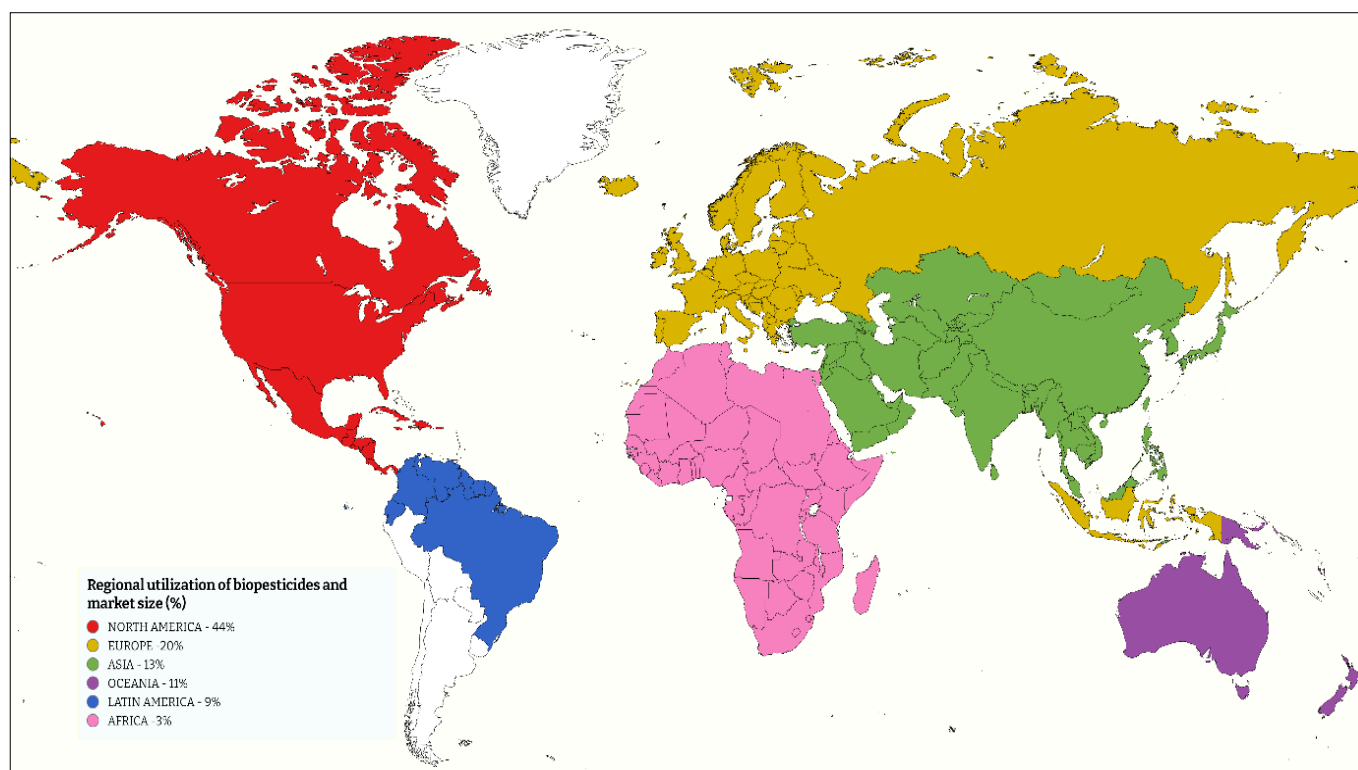 Regional utilization of biopesticides and
market size (%)
NORTH AMERICA - 44%
EUROPE -20%
ASIA - 13%
OCEANIA - 11%
LATIN AMERICA - 9%
AFRICA -3%